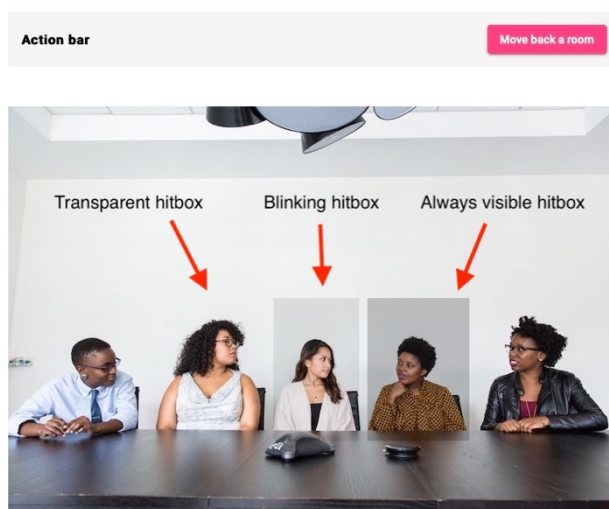 Action bar
Move back a room
Transparent hitbox
Blinking hitbox
Always visible hitbox